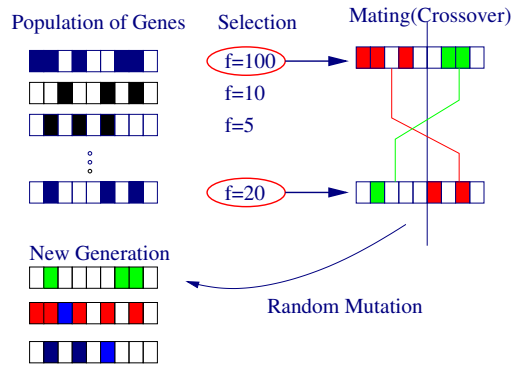 Population of Genes
Selection
Mating(Crossover)
f=100
f=10
f=5
f=20
New Generation
Random Mutation